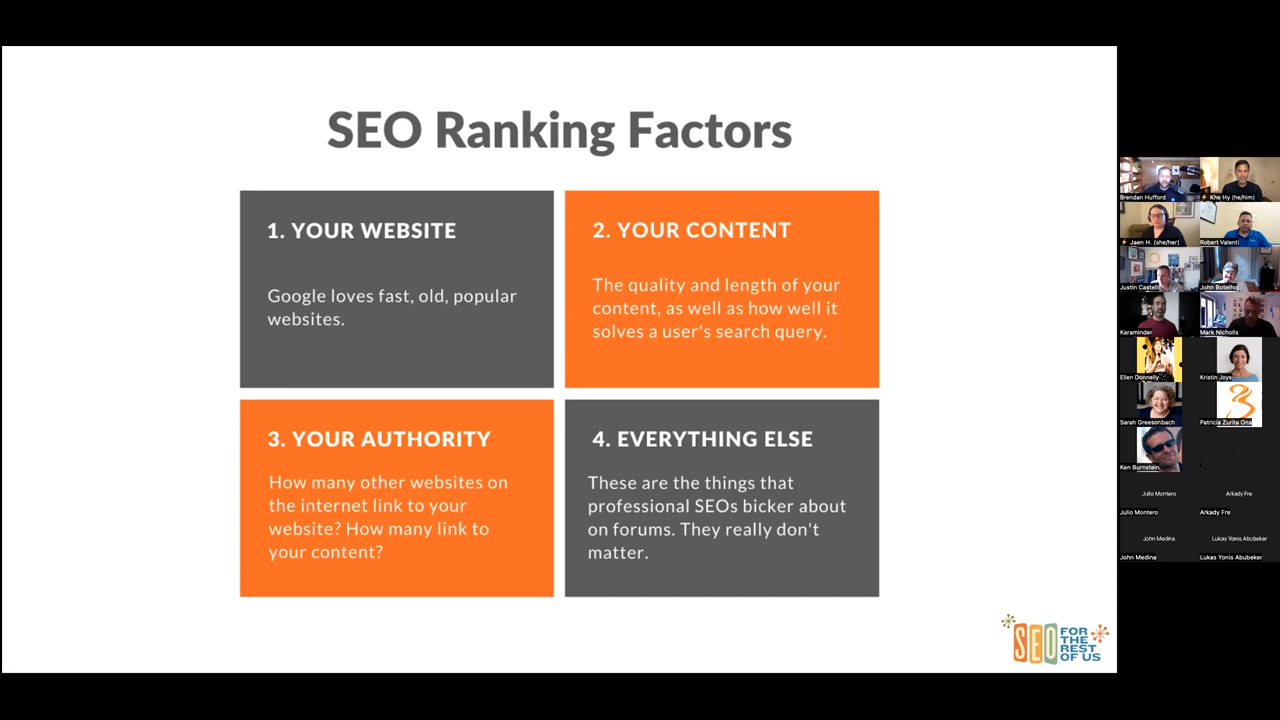 SEO Ranking Factors
1. YOUR WEBSITE
Google loves fast, old, popular
websites.
2. YOUR CONTENT
The quality and length of your
content, as well as how well it
solves a user's search query.
3. YOUR AUTHORITY
How many other websites on
the internet link to your
website? How many link to
your content?
4. EVERYTHING ELSE
These are the things that
professional SEOs bicker about
on forums. They really don't
matter.
SEO
FOR
THE
REST
OF US
Brendan Hufford
Khe Hy (he/him)
Jaen H. (she/her)
Robert Valenti
Justin Castelli
John Botelho
Karaminder
Mark Nicholls
Ellen Donnelly
Kristin Joys
Sarah Greesonbach
Patricia Zurita Ona
Ken Burnstein
Julio Montero
Arkady Fre
Julio Montero
Arkady Fre
John Medina
Lukas Yonis Abubeker
John Medina
Lukas Yonis Abubeker